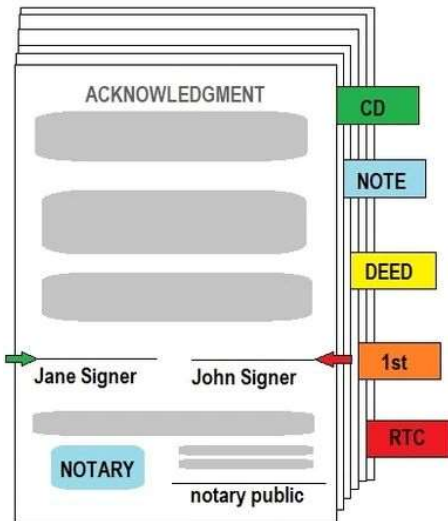 ACKNOWLEDGMENT
CD
NOTE
DEED
1st
Jane Signer
John Signer
RTC
NOTARY
notary public